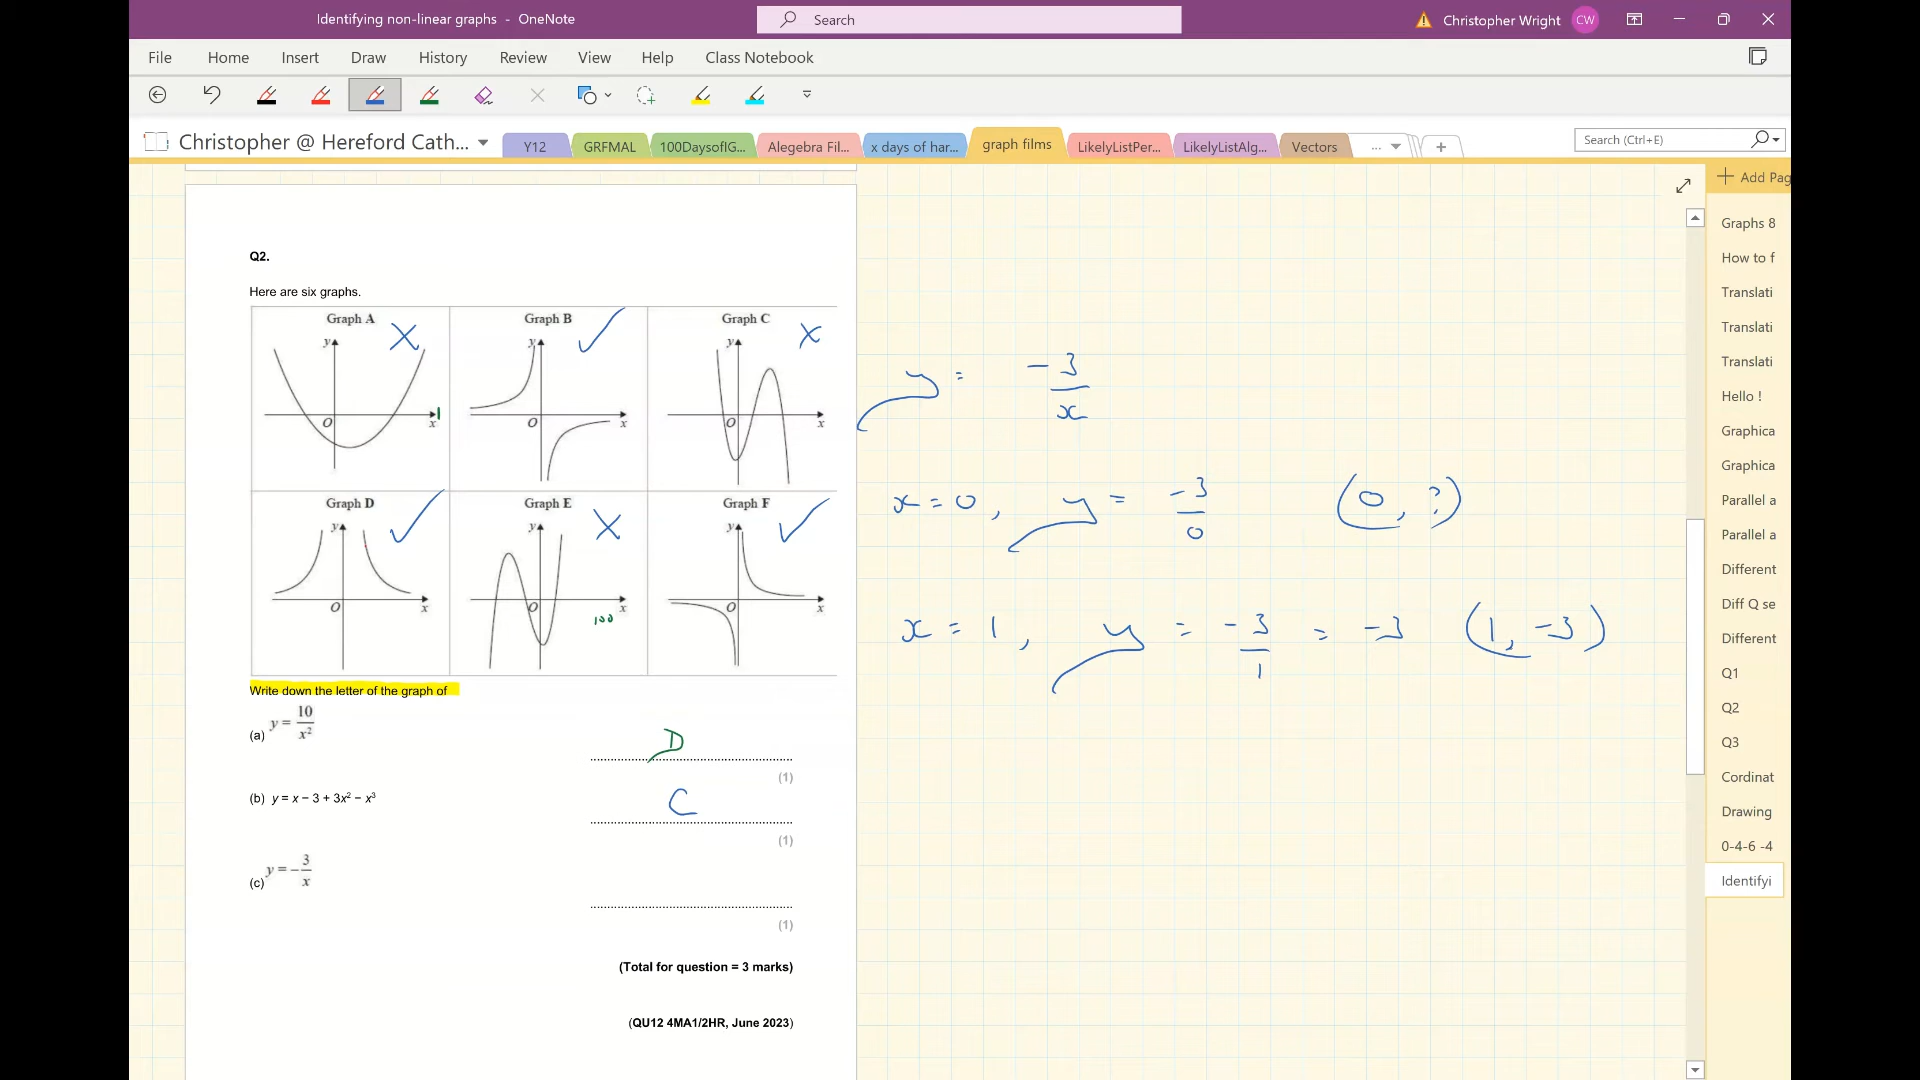 Identifying non-linear graphs - OneNote
Search
Christopher Wright
CW
File Home Insert Draw History Review View Help Class Notebook
Christopher @ Hereford Cath...
Y12
GRFMAL
100DaysofIG...
Alegebra Fil...
x days of har...
graph films
LikelyListPer...
LikelyListAlg...
Vectors
...
Search (Ctrl+E)
Add Pag
Graphs 8
How to f
Translati
Translati
Translati
Hello !
Graphica
Graphica
Parallel a
Parallel a
Different
Diff Q se
Different
Q1
Q2
Q3
Cordinat
Drawing
0-4-6 -4
Identifyi
Q2.
Here are six graphs.
Graph A X Graph B ✓ Graph C X
y y y
O x O x O x
Graph D ✓ Graph E X Graph F ✓
y y y
O x O x O x
100
Write down the letter of the graph of
(a) y = 10/x²
D
(1)
(b) y = x − 3 + 3x² − x³
C
(1)
(c) y = − 3/x
(1)
(Total for question = 3 marks)
(QU12 4MA1/2HR, June 2023)
y = -3/x
x = 0, y = -3/0 (0, ?)
x = 1, y = -3/1 = -3 (1, -3)